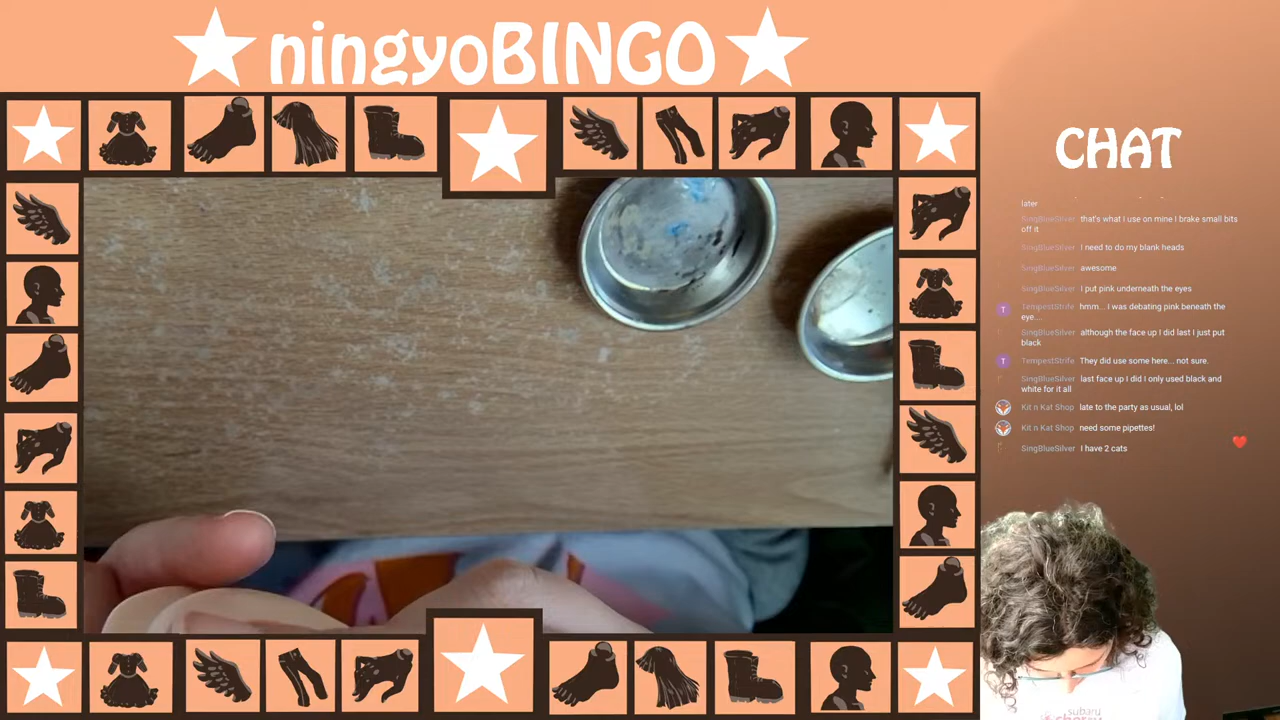 ningyoBINGO
CHAT
later
SingBlueSilver that's what I use on mine I brake small bits
off it
SingBlueSilver I need to do my blank heads
SingBlueSilver awesome
SingBlueSilver I put pink underneath the eyes
T TempestStrife hmm... I was debating pink beneath the
eye....
SingBlueSilver although the face up I did last I just put
black
T TempestStrife They did use some here... not sure.
SingBlueSilver last face up I did I only used black and
white for it all
Kit n Kat Shop late to the party as usual, lol
Kit n Kat Shop need some pipettes!
SingBlueSilver I have 2 cats
subaru
cherry